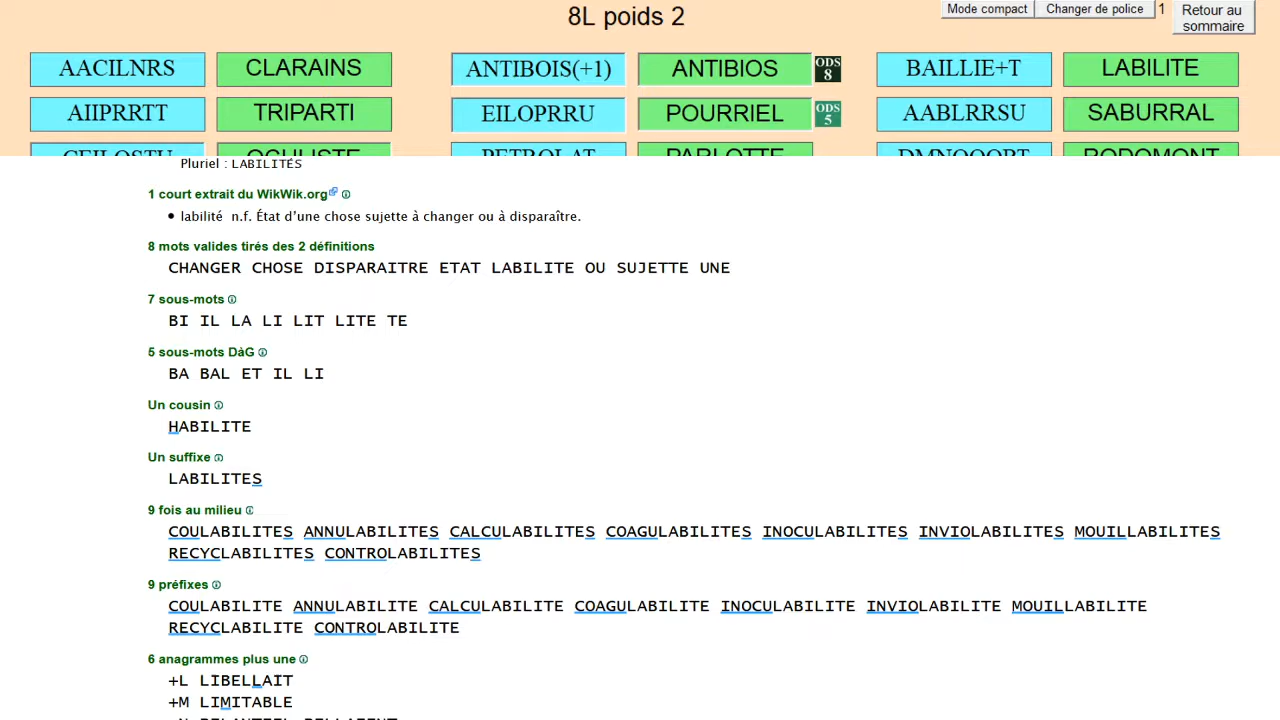 8L poids 2
Mode compact
Changer de police
1
Retour au
sommaire
AACILNRS CLARAINS ANTIBOIS(+1) ANTIBIOS ODS 8 BAILLIE+T LABILITE
AIIPRRTT TRIPARTI EILOPRRU POURRIEL ODS 5 AABLRRSU SABURRAL
CEILOSTU OCULISTE PETROLAT PARLOTTE DMNOOORT RODOMONT
Pluriel : LABILITÉS
1 court extrait du WikWik.org
• labilité n.f. État d’une chose sujette à changer ou à disparaître.
8 mots valides tirés des 2 définitions
CHANGER CHOSE DISPARAITRE ETAT LABILITE OU SUJETTE UNE
7 sous-mots
BI IL LA LI LIT LITE TE
5 sous-mots DàG
BA BAL ET IL LI
Un cousin
HABILITE
Un suffixe
LABILITES
9 fois au milieu
COULABILITES ANNULABILITES CALCULABILITES COAGULABILITES INOCULABILITES INVIOLABILITES MOUILLABILITES
RECYCLABILITES CONTROLABILITES
9 préfixes
COULABILITE ANNULABILITE CALCULABILITE COAGULABILITE INOCULABILITE INVIOLABILITE MOUILLABILITE
RECYCLABILITE CONTROLABILITE
6 anagrammes plus une
+L LIBELLAIT
+M LIMITABLE